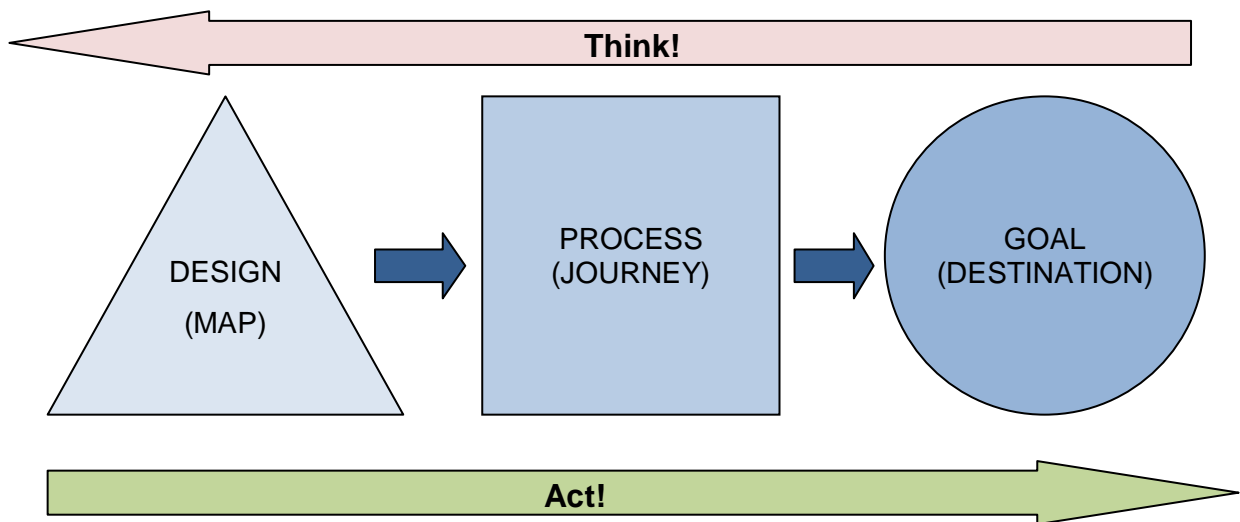 Think!
DESIGN
(MAP)
PROCESS
(JOURNEY)
GOAL
(DESTINATION)
Act!